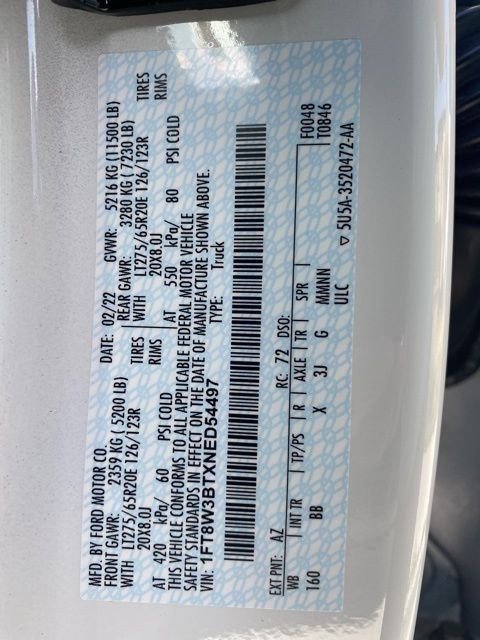 MFD. BY FORD MOTOR CO.
DATE: 02/22 GVWR: 5216 KG (11500 LB)
FRONT GAWR: 2359 KG ( 5200 LB)
REAR GAWR: 3280 KG ( 7230 LB)
WITH LT275/65R20E 126/123R TIRES
WITH LT275/65R20E 126/123R TIRES
20X8.0J RIMS
20X8.0J RIMS
AT 420 kPa/ 60 PSI COLD
AT 550 kPa/ 80 PSI COLD
THIS VEHICLE CONFORMS TO ALL APPLICABLE FEDERAL MOTOR VEHICLE
SAFETY STANDARDS IN EFFECT ON THE DATE OF MANUFACTURE SHOWN ABOVE.
VIN: 1FT8W3BTXNED54497
TYPE: Truck
EXT PNT: AZ RC: 72 DSO: F0048
T0846
WB INT TR TP/PS R AXLE TR SPR
160 BB X 3J G MMNNN
ULC
▽ 5U5A-3520472-AA